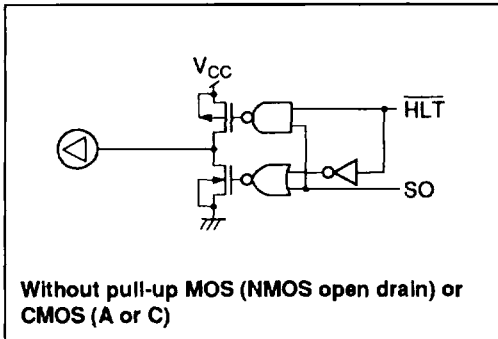 VCC
HLT
SO
Without pull-up MOS (NMOS open drain) or
CMOS (A or C)